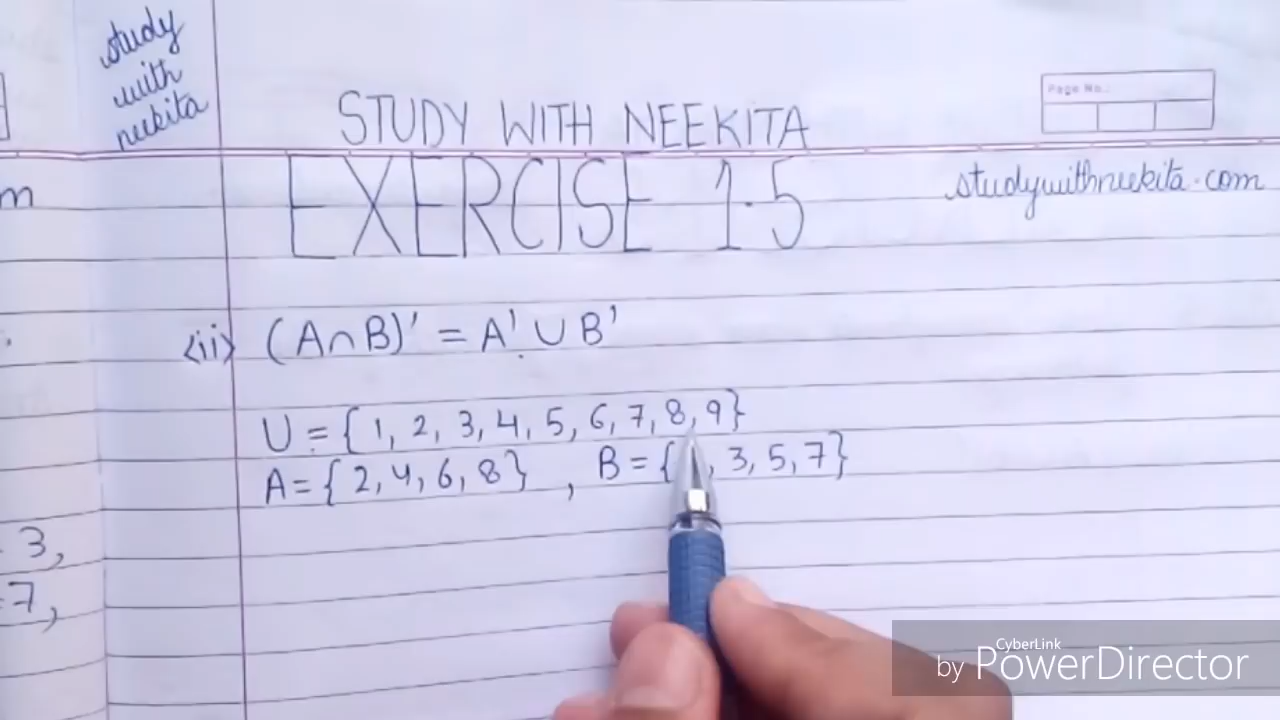 study
with
neekita
Page No.:
STUDY WITH NEEKITA
m
EXERCISE 1.5
studywithneekita.com
(ii) (A∩B)' = A' ∪ B'
U = { 1, 2, 3, 4, 5, 6, 7, 8, 9}
A = { 2, 4, 6, 8 } , B = { , 3, 5, 7 }
3,
7,
CyberLink
by PowerDirector